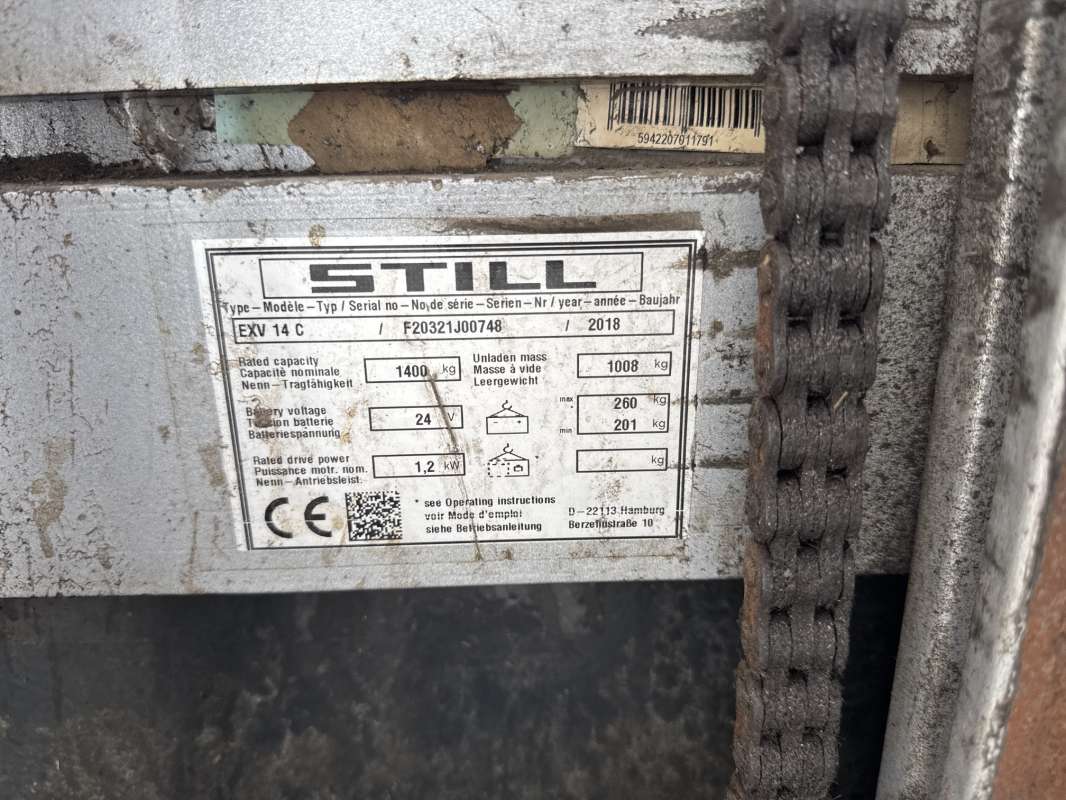 5942207011791
STILL
Type – Modèle – Typ / Serial no – No, de série – Serien – Nr / year – année – Baujahr
EXV 14 C / F20321J00748 / 2018
Rated capacity
Capacité nominale
Nenn – Tragfähigkeit
1400 kg
Unladen mass
Masse à vide
Leergewicht
1008 kg
Battery voltage
Tension batterie
Batteriespannung
24 V
max 260 kg
min 201 kg
Rated drive power
Puissance motr. nom.
Nenn – Antriebsleist.
1,2 kW
* kg
CE
* see Operating instructions
voir Mode d'emploi
siehe Betriebsanleitung
D – 22113 Hamburg
Berzeliusstraße 10